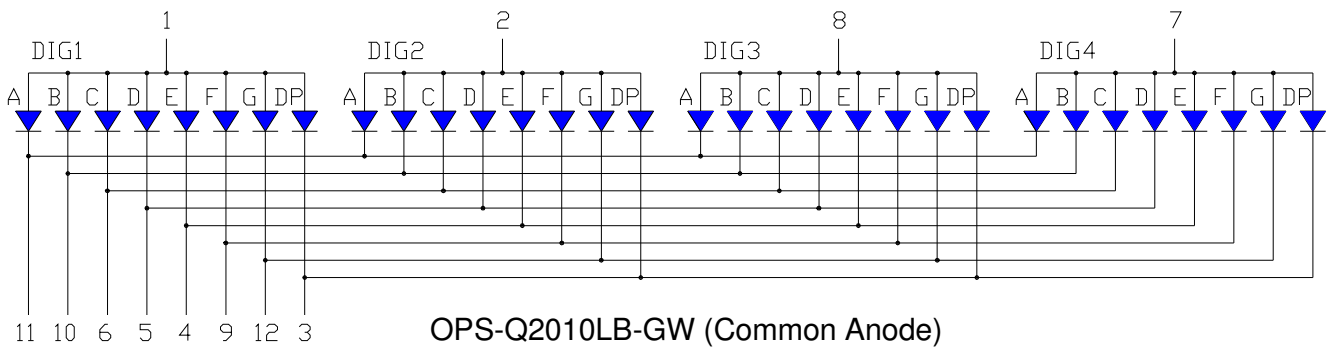 1 2 8 7
DIG1 DIG2 DIG3 DIG4
A B C D E F G DP A B C D E F G DP A B C D E F G DP A B C D E F G DP
11 10 6 5 4 9 12 3
OPS-Q2010LB-GW (Common Anode)